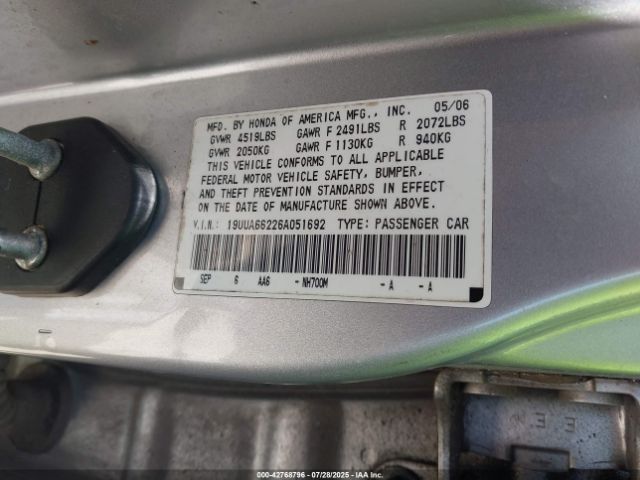 MFD. BY HONDA OF AMERICA MFG., INC. 05/06
GVWR 4519LBS GAWR F 2491LBS R 2072LBS
GVWR 2050KG GAWR F 1130KG R 940KG
THIS VEHICLE CONFORMS TO ALL APPLICABLE
FEDERAL MOTOR VEHICLE SAFETY, BUMPER,
AND THEFT PREVENTION STANDARDS IN EFFECT
ON THE DATE OF MANUFACTURE SHOWN ABOVE.
V.I.N.: 19UUA66226A051692 TYPE: PASSENGER CAR
SEP 6 AA6 -NH700M -A -A
000-42768796 07/28/2025 COPYRIGHT IAA, INC.